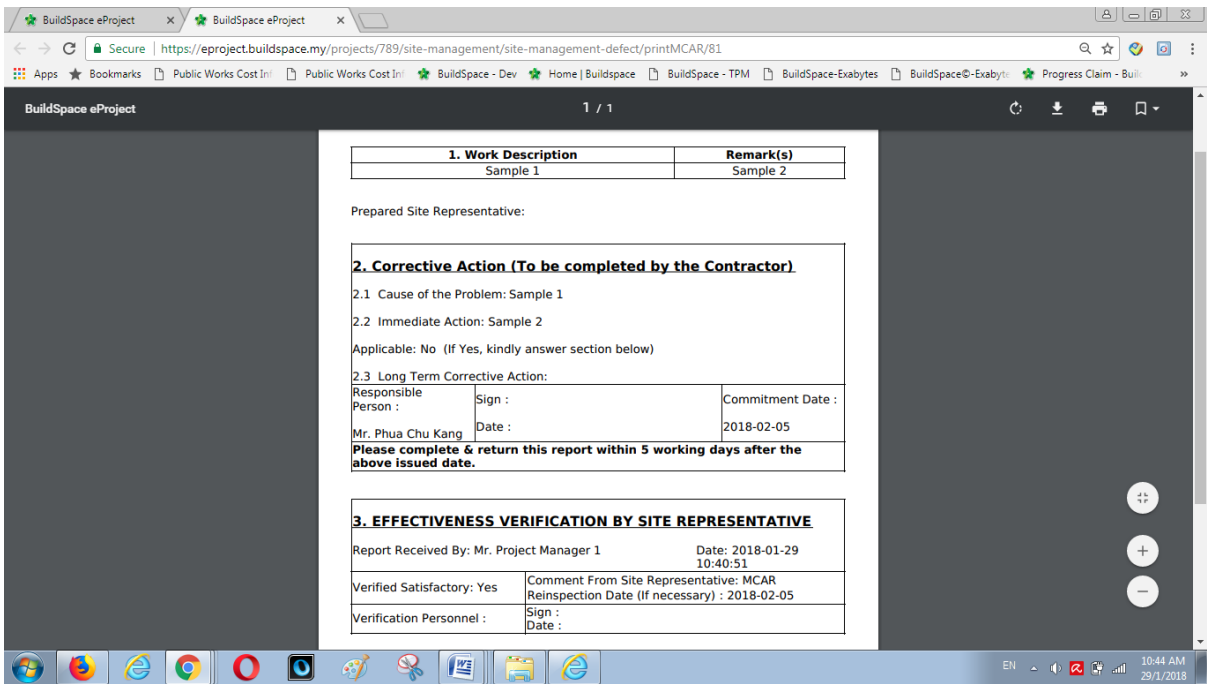 BuildSpace eProject
BuildSpace eProject
Secure | https://eproject.buildspace.my/projects/789/site-management/site-management-defect/printMCAR/81
Apps Bookmarks Public Works Cost Inf Public Works Cost Inf BuildSpace - Dev Home | Buildspace BuildSpace - TPM BuildSpace-Exabytes BuildSpace©-Exabyte Progress Claim - Buil »
BuildSpace eProject 1 / 1
1. Work Description Remark(s)
Sample 1 Sample 2
Prepared Site Representative:
2. Corrective Action (To be completed by the Contractor)
2.1 Cause of the Problem: Sample 1
2.2 Immediate Action: Sample 2
Applicable: No (If Yes, kindly answer section below)
2.3 Long Term Corrective Action:
Responsible
Person :
Mr. Phua Chu Kang
Sign :
Date :
Commitment Date :
2018-02-05
Please complete & return this report within 5 working days after the
above issued date.
3. EFFECTIVENESS VERIFICATION BY SITE REPRESENTATIVE
Report Received By: Mr. Project Manager 1 Date: 2018-01-29
10:40:51
Verified Satisfactory: Yes
Comment From Site Representative: MCAR
Reinspection Date (If necessary) : 2018-02-05
Verification Personnel :
Sign :
Date :
EN
10:44 AM
29/1/2018